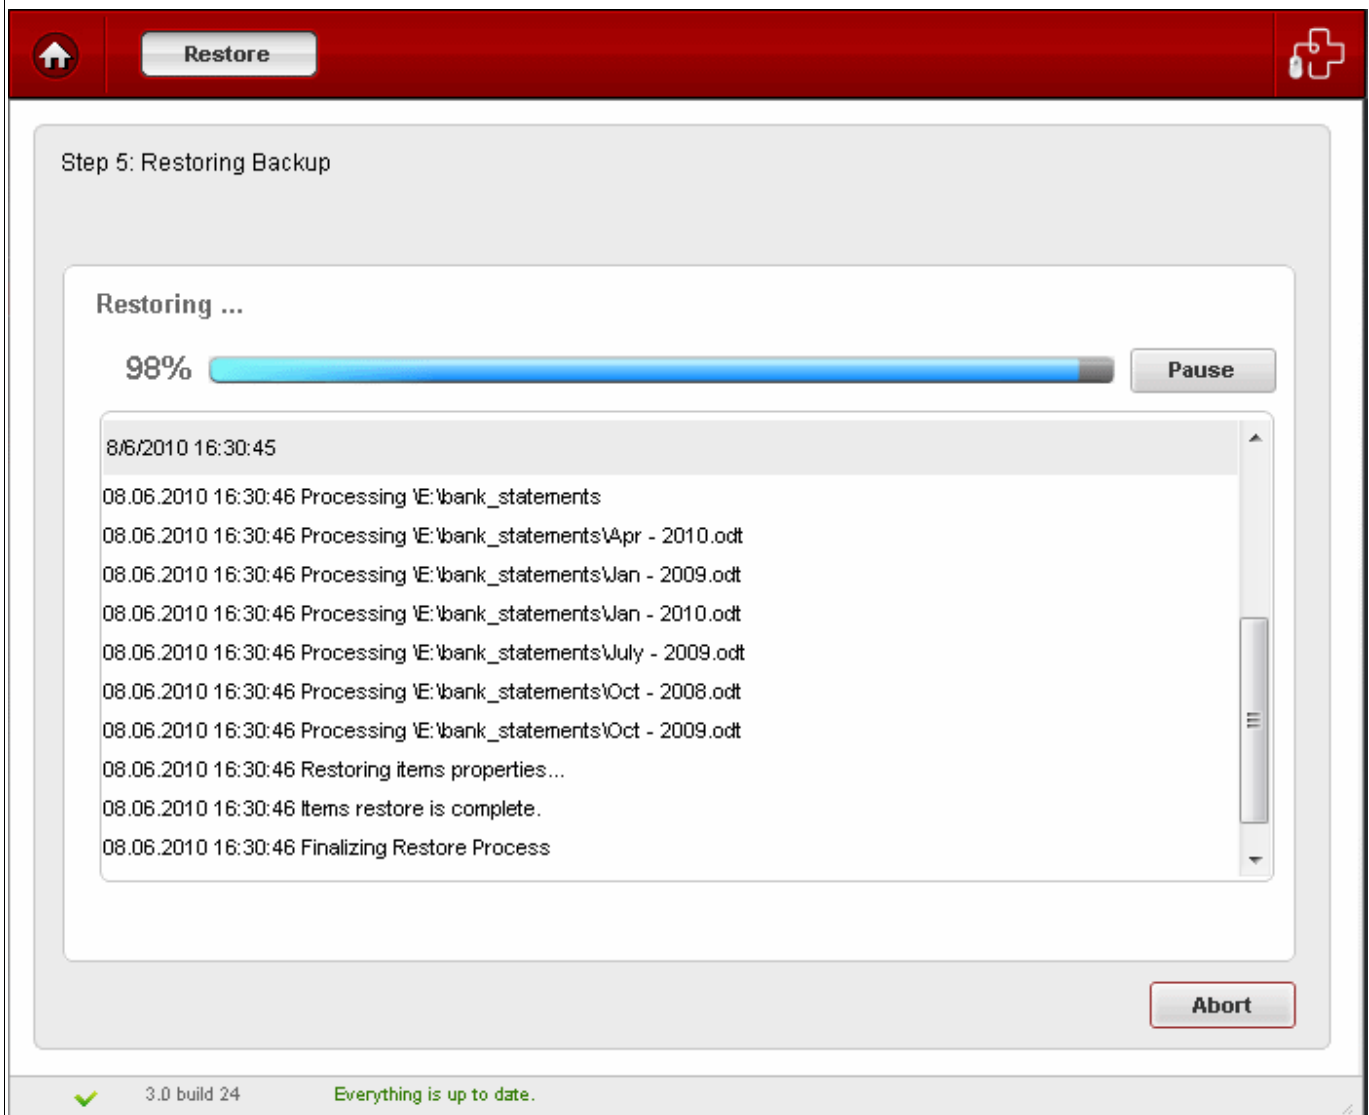 Restore
Step 5: Restoring Backup
Restoring ...
98%
Pause
8/6/2010 16:30:45
08.06.2010 16:30:46 Processing \E:\bank_statements
08.06.2010 16:30:46 Processing \E:\bank_statements\Apr - 2010.odt
08.06.2010 16:30:46 Processing \E:\bank_statements\Jan - 2009.odt
08.06.2010 16:30:46 Processing \E:\bank_statements\Jan - 2010.odt
08.06.2010 16:30:46 Processing \E:\bank_statements\July - 2009.odt
08.06.2010 16:30:46 Processing \E:\bank_statements\Oct - 2008.odt
08.06.2010 16:30:46 Processing \E:\bank_statements\Oct - 2009.odt
08.06.2010 16:30:46 Restoring items properties...
08.06.2010 16:30:46 Items restore is complete.
08.06.2010 16:30:46 Finalizing Restore Process
Abort
3.0 build 24
Everything is up to date.